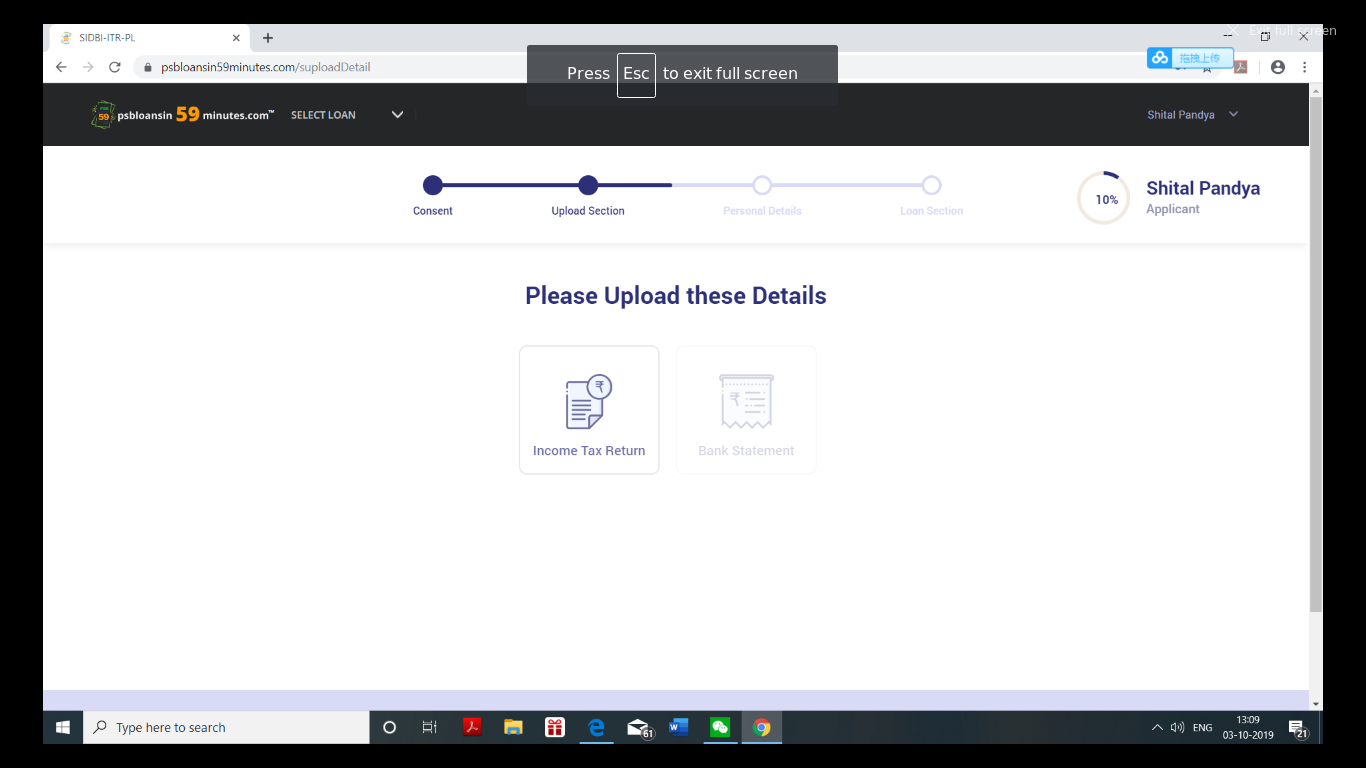 SIDBI-ITR-PL
Exit full screen
psbloansin59minutes.com/suploadDetail
Press Esc to exit full screen
拖拽上传
PSB
59
psbloansin 59 minutes.com™
SELECT LOAN
Shital Pandya
Consent
Upload Section
Personal Details
Loan Section
10%
Shital Pandya
Applicant
Please Upload these Details
₹
Income Tax Return
₹
Bank Statement
Type here to search
61
W
ENG
13:09
03-10-2019
21